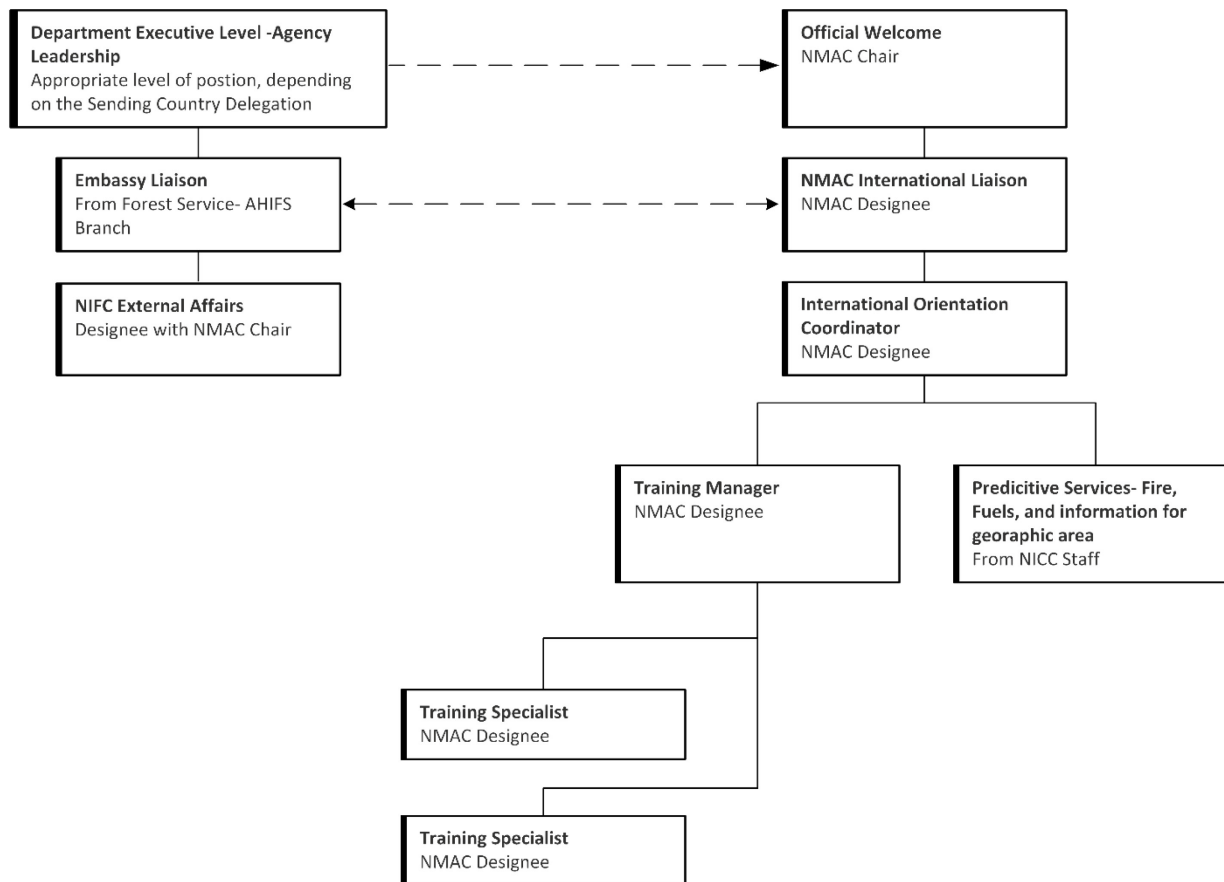 Department Executive Level -Agency
Leadership
Appropriate level of postion, depending
on the Sending Country Delegation
Official Welcome
NMAC Chair
Embassy Liaison
From Forest Service- AHIFS
Branch
NMAC International Liaison
NMAC Designee
NIFC External Affairs
Designee with NMAC Chair
International Orientation
Coordinator
NMAC Designee
Training Manager
NMAC Designee
Predicitive Services- Fire,
Fuels, and information for
georaphic area
From NICC Staff
Training Specialist
NMAC Designee
Training Specialist
NMAC Designee